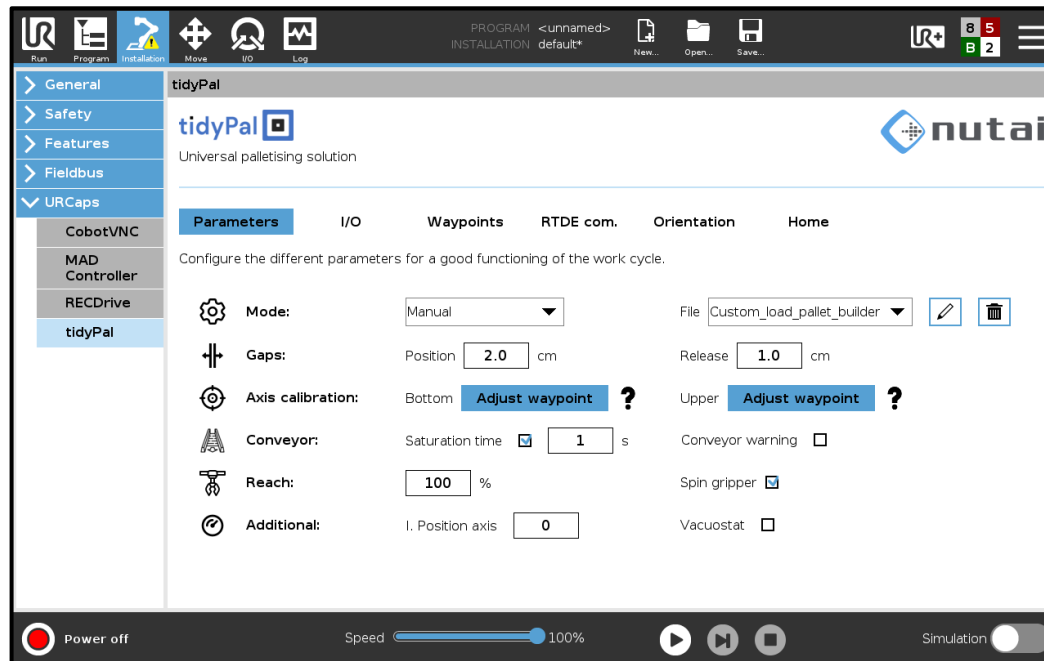 PROGRAM <unnamed>
INSTALLATION default*
Run Program Installation Move I/O Log New... Open... Save...
UR+
8 5
B 2
General
Safety
Features
Fieldbus
URCaps
CobotVNC
MAD
Controller
RECDrive
tidyPal
tidyPal
tidyPal
nutai
Universal palletising solution
Parameters I/O Waypoints RTDE com. Orientation Home
Configure the different parameters for a good functioning of the work cycle.
Mode: Manual File Custom_load_pallet_builder
Gaps: Position 2.0 cm Release 1.0 cm
Axis calibration: Bottom Adjust waypoint ? Upper Adjust waypoint ?
Conveyor: Saturation time 1 s Conveyor warning
Reach: 100 % Spin gripper
Additional: I. Position axis 0 Vacuostat
Power off Speed 100% Simulation